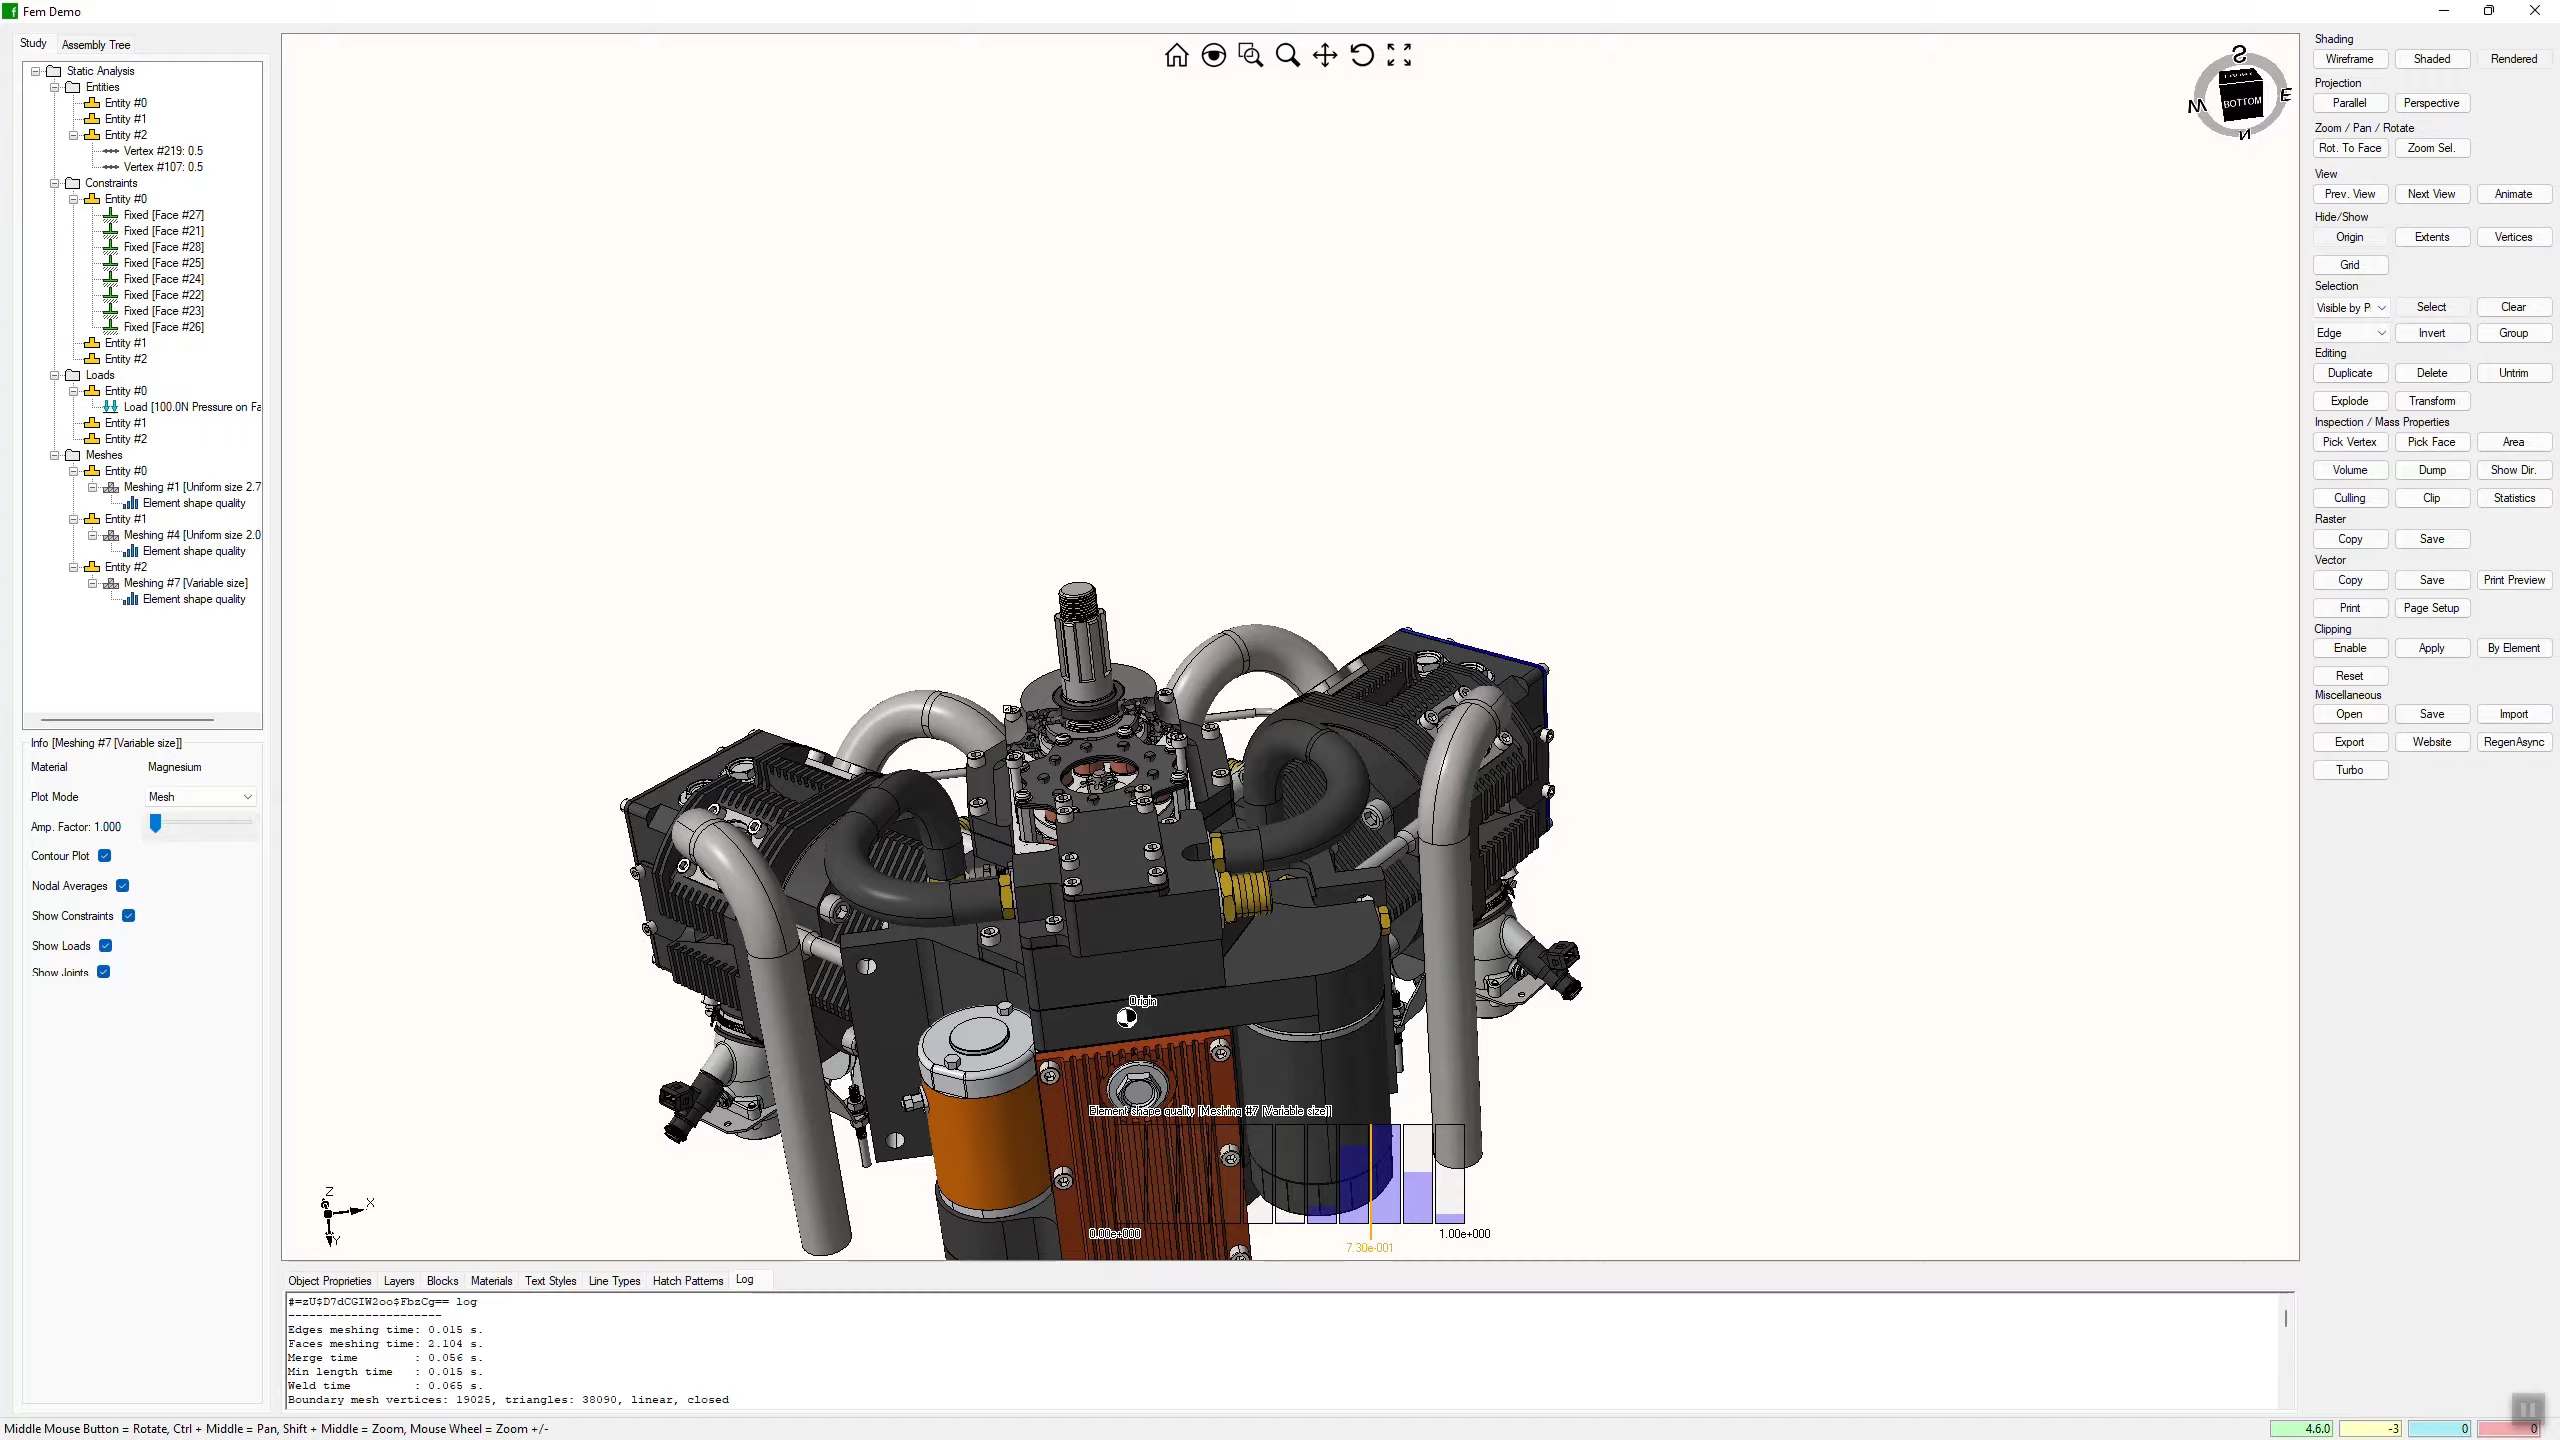 Fem Demo
Study
Assembly Tree
Static Analysis
Entities
Entity #0
Entity #1
Entity #2
Vertex #219: 0.5
Vertex #107: 0.5
Constraints
Entity #0
Fixed [Face #27]
Fixed [Face #21]
Fixed [Face #28]
Fixed [Face #25]
Fixed [Face #24]
Fixed [Face #22]
Fixed [Face #23]
Fixed [Face #26]
Entity #1
Entity #2
Loads
Entity #0
Load [100.0N Pressure on Fa
Entity #1
Entity #2
Meshes
Entity #0
Meshing #1 [Uniform size 2.7
Element shape quality
Entity #1
Meshing #4 [Uniform size 2.0
Element shape quality
Entity #2
Meshing #7 [Variable size]
Element shape quality
Info [Meshing #7 [Variable size]]
Material Magnesium
Plot Mode Mesh
Amp. Factor: 1.000
Contour Plot
Nodal Averages
Show Constraints
Show Loads
Show Joints
S
W
E
N
BOTTOM
Origin
Element shape quality [Meshing #7 [Variable size]]
0.00e+000
7.30e-001
1.00e+000
Z
X
Y
Object Proprieties Layers Blocks Materials Text Styles Line Types Hatch Patterns Log
#=zU$D7dCGIW2oo$FbzCg== log
-----------------------
Edges meshing time: 0.015 s.
Faces meshing time: 2.104 s.
Merge time : 0.056 s.
Min length time : 0.015 s.
Weld time : 0.065 s.
Boundary mesh vertices: 19025, triangles: 38090, linear, closed
Shading
Wireframe Shaded Rendered
Projection
Parallel Perspective
Zoom / Pan / Rotate
Rot. To Face Zoom Sel.
View
Prev. View Next View Animate
Hide/Show
Origin Extents Vertices
Grid
Selection
Visible by P Select Clear
Edge Invert Group
Editing
Duplicate Delete Untrim
Explode Transform
Inspection / Mass Properties
Pick Vertex Pick Face Area
Volume Dump Show Dir.
Culling Clip Statistics
Raster
Copy Save
Vector
Copy Save Print Preview
Print Page Setup
Clipping
Enable Apply By Element
Reset
Miscellaneous
Open Save Import
Export Website RegenAsync
Turbo
Middle Mouse Button = Rotate, Ctrl + Middle = Pan, Shift + Middle = Zoom, Mouse Wheel = Zoom +/-
4.6.0
-3
0
0